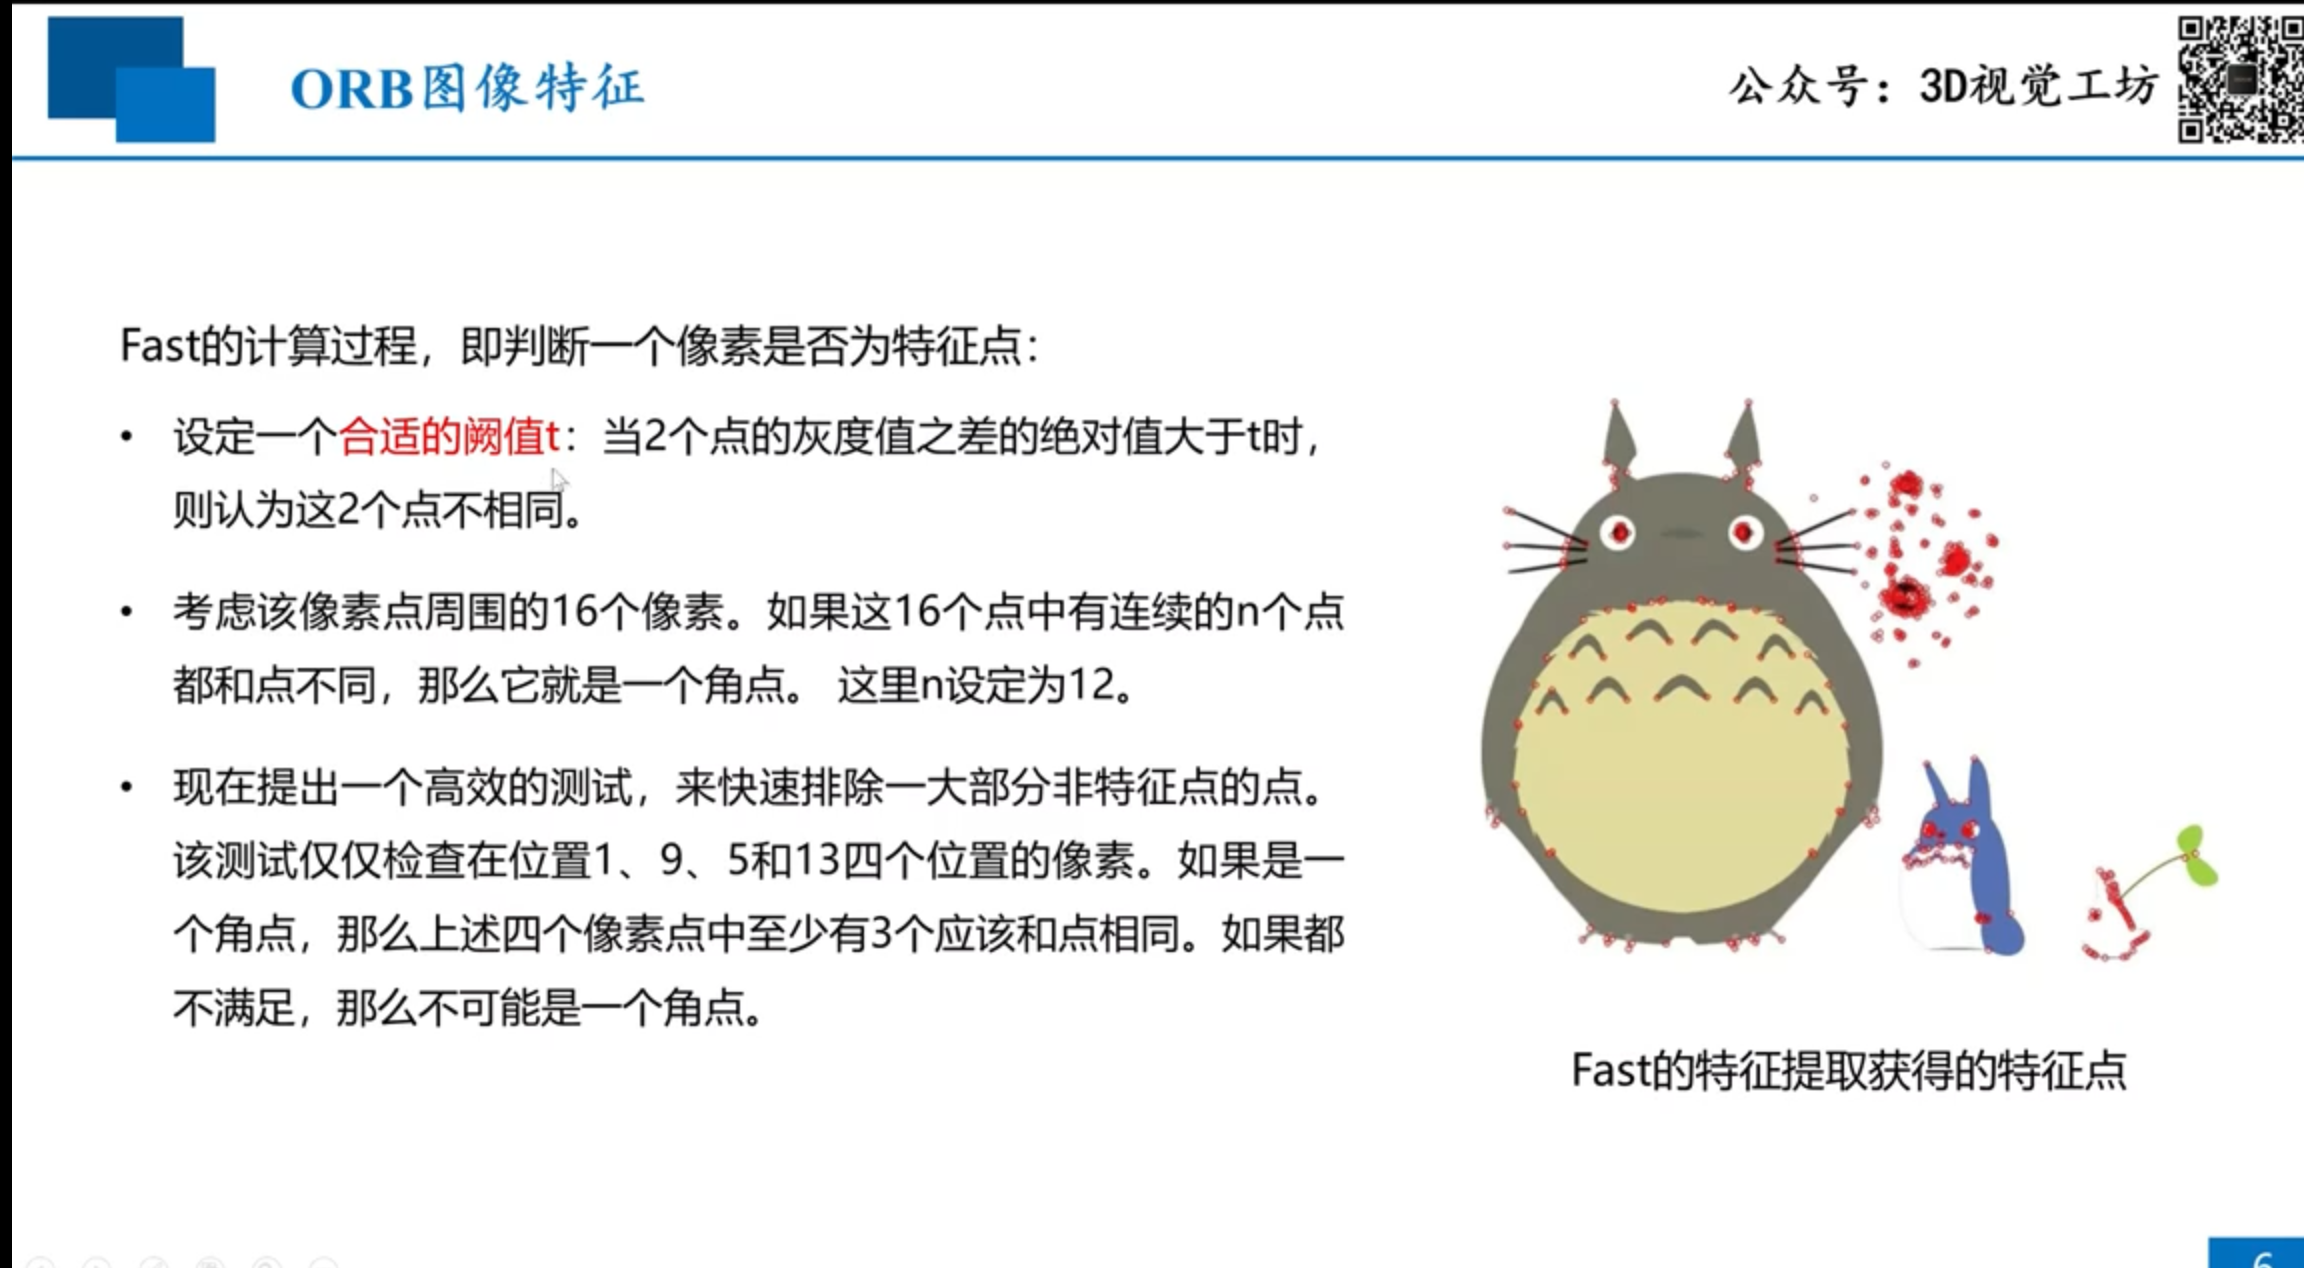 ORB图像特征
公众号：3D视觉工坊
Fast的计算过程，即判断一个像素是否为特征点：
• 设定一个合适的阙值t：当2个点的灰度值之差的绝对值大于t时，
则认为这2个点不相同。
• 考虑该像素点周围的16个像素。如果这16个点中有连续的n个点
都和点不同，那么它就是一个角点。 这里n设定为12。
• 现在提出一个高效的测试，来快速排除一大部分非特征点的点。
该测试仅仅检查在位置1、9、5和13四个位置的像素。如果是一
个角点，那么上述四个像素点中至少有3个应该和点相同。如果都
不满足，那么不可能是一个角点。
Fast的特征提取获得的特征点
6